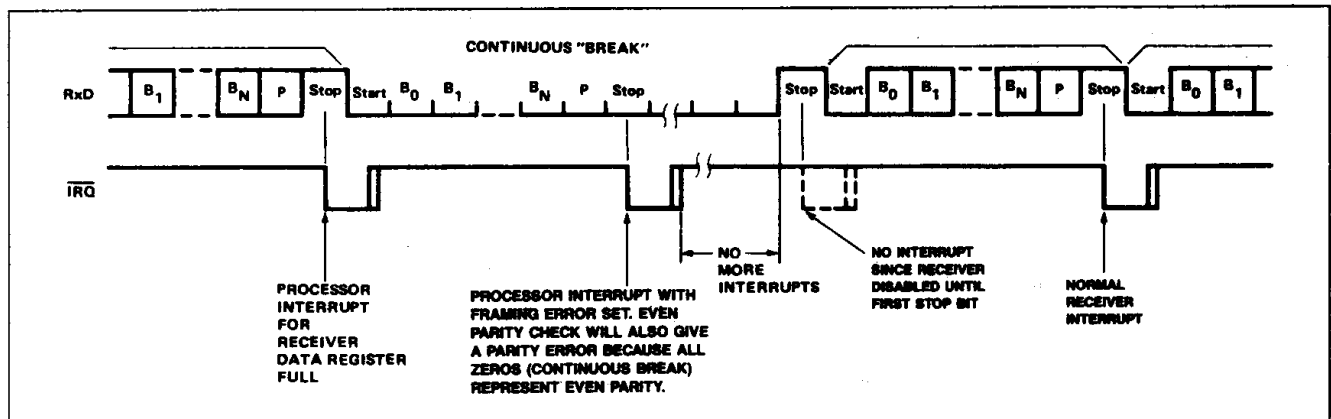 CONTINUOUS "BREAK"
RxD B1 BN P Stop Start B0 B1 BN P Stop Stop Start B0 B1 BN P Stop Start B0 B1
IRQ
PROCESSOR
INTERRUPT
FOR
RECEIVER
DATA REGISTER
FULL
PROCESSOR INTERRUPT WITH
FRAMING ERROR SET. EVEN
PARITY CHECK WILL ALSO GIVE
A PARITY ERROR BECAUSE ALL
ZEROS (CONTINUOUS BREAK)
REPRESENT EVEN PARITY.
NO
MORE
INTERRUPTS
NO INTERRUPT
SINCE RECEIVER
DISABLED UNTIL
FIRST STOP BIT
NORMAL
RECEIVER
INTERRUPT